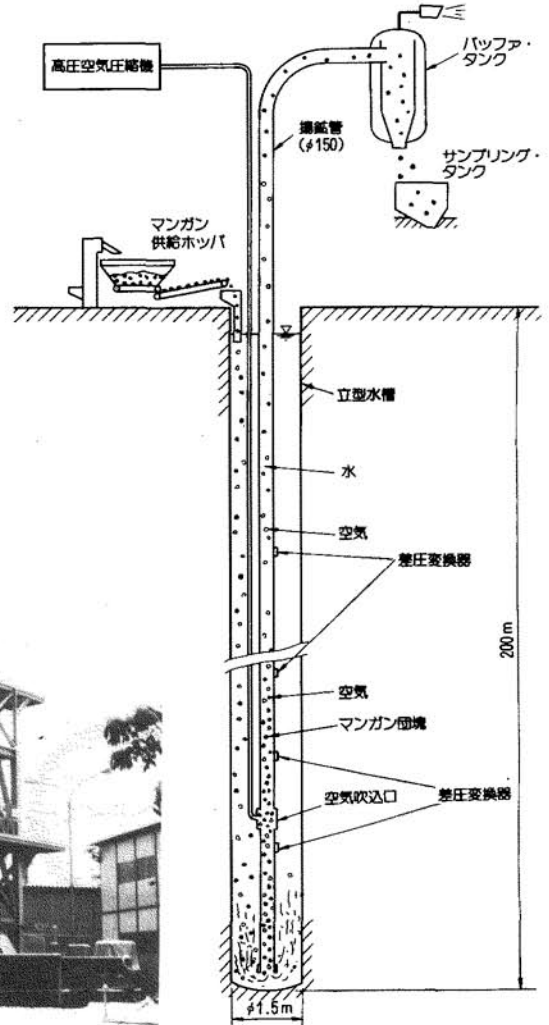 高圧空気圧縮機
バッファ・
タンク
揚鉱管
(φ150)
サンプリング・
タンク
マンガン
供給ホッパ
立型水槽
水
空気
差圧変換器
200m
空気
マンガン団塊
空気吹込口
差圧変換器
φ1.5m